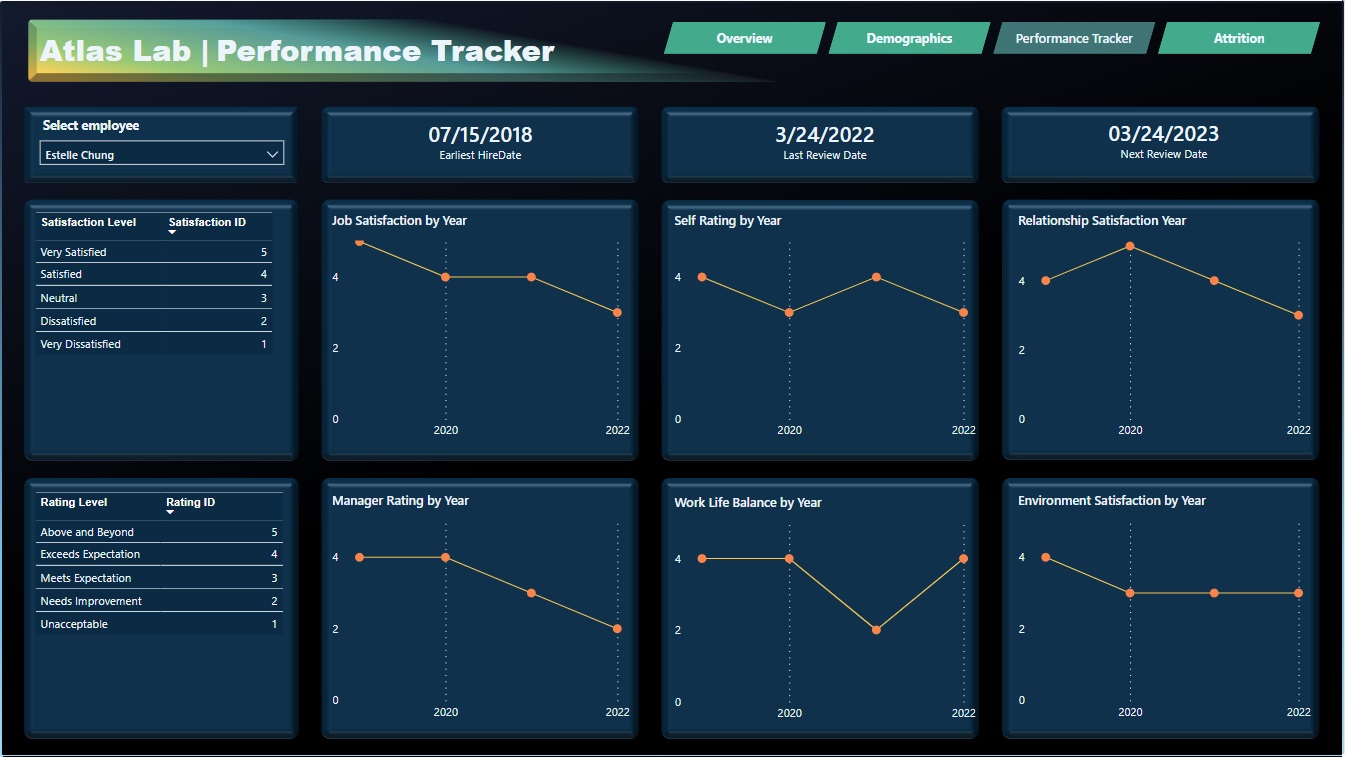 Atlas Lab | Performance Tracker
Overview
Demographics
Performance Tracker
Attrition
Select employee
Estelle Chung
07/15/2018
Earliest HireDate
3/24/2022
Last Review Date
03/24/2023
Next Review Date
Satisfaction Level Satisfaction ID
Very Satisfied 5
Satisfied 4
Neutral 3
Dissatisfied 2
Very Dissatisfied 1
Job Satisfaction by Year
4
2
0
2020 2022
Self Rating by Year
4
2
0
2020 2022
Relationship Satisfaction Year
4
2
0
2020 2022
Rating Level Rating ID
Above and Beyond 5
Exceeds Expectation 4
Meets Expectation 3
Needs Improvement 2
Unacceptable 1
Manager Rating by Year
4
2
0
2020 2022
Work Life Balance by Year
4
2
0
2020 2022
Environment Satisfaction by Year
4
2
0
2020 2022